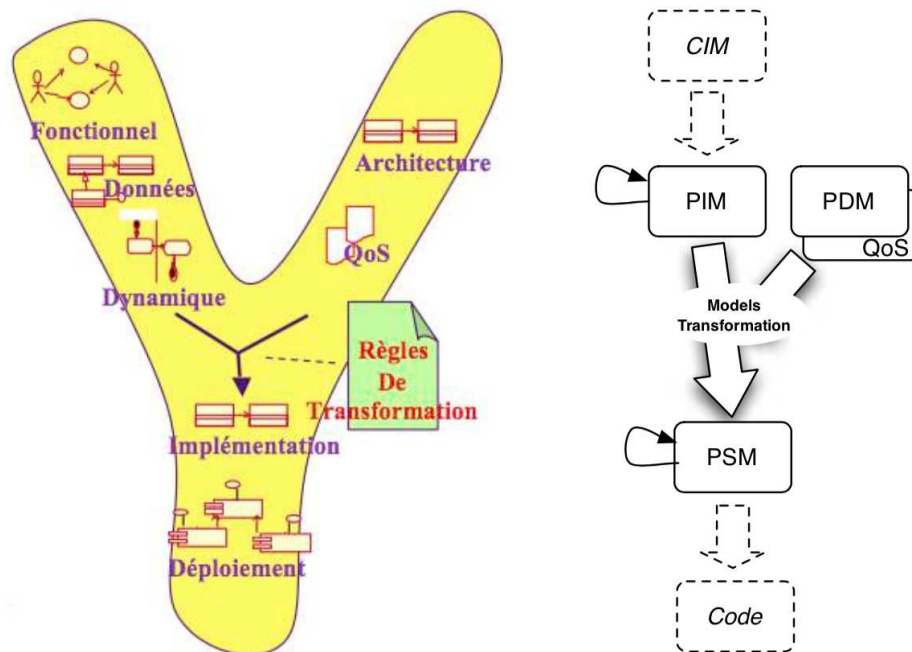 Fonctionnel
Données
Dynamique
Architecture
QoS
Règles
De
Transformation
Implémentation
Déploiement
CIM
PIM
PDM
QoS
Models
Transformation
PSM
Code